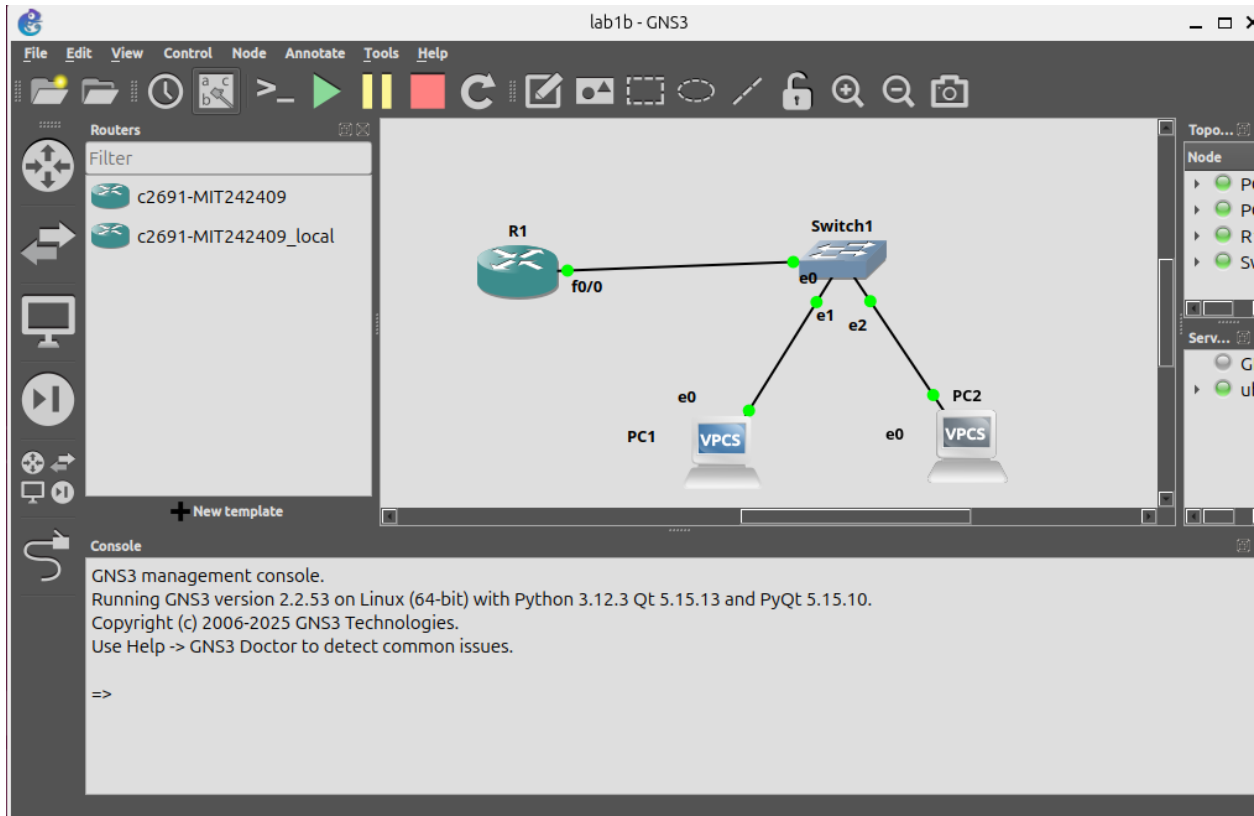 lab1b - GNS3
File Edit View Control Node Annotate Tools Help
a c
b
>_
Routers
Filter
c2691-MIT242409
c2691-MIT242409_local
New template
R1
f0/0
Switch1
e0
e1
e2
e0
PC1
VPCS
PC2
e0
VPCS
Topo...
Node
PC
PC
R
Serv...
G
Console
GNS3 management console.
Running GNS3 version 2.2.53 on Linux (64-bit) with Python 3.12.3 Qt 5.15.13 and PyQt 5.15.10.
Copyright (c) 2006-2025 GNS3 Technologies.
Use Help -> GNS3 Doctor to detect common issues.
=>